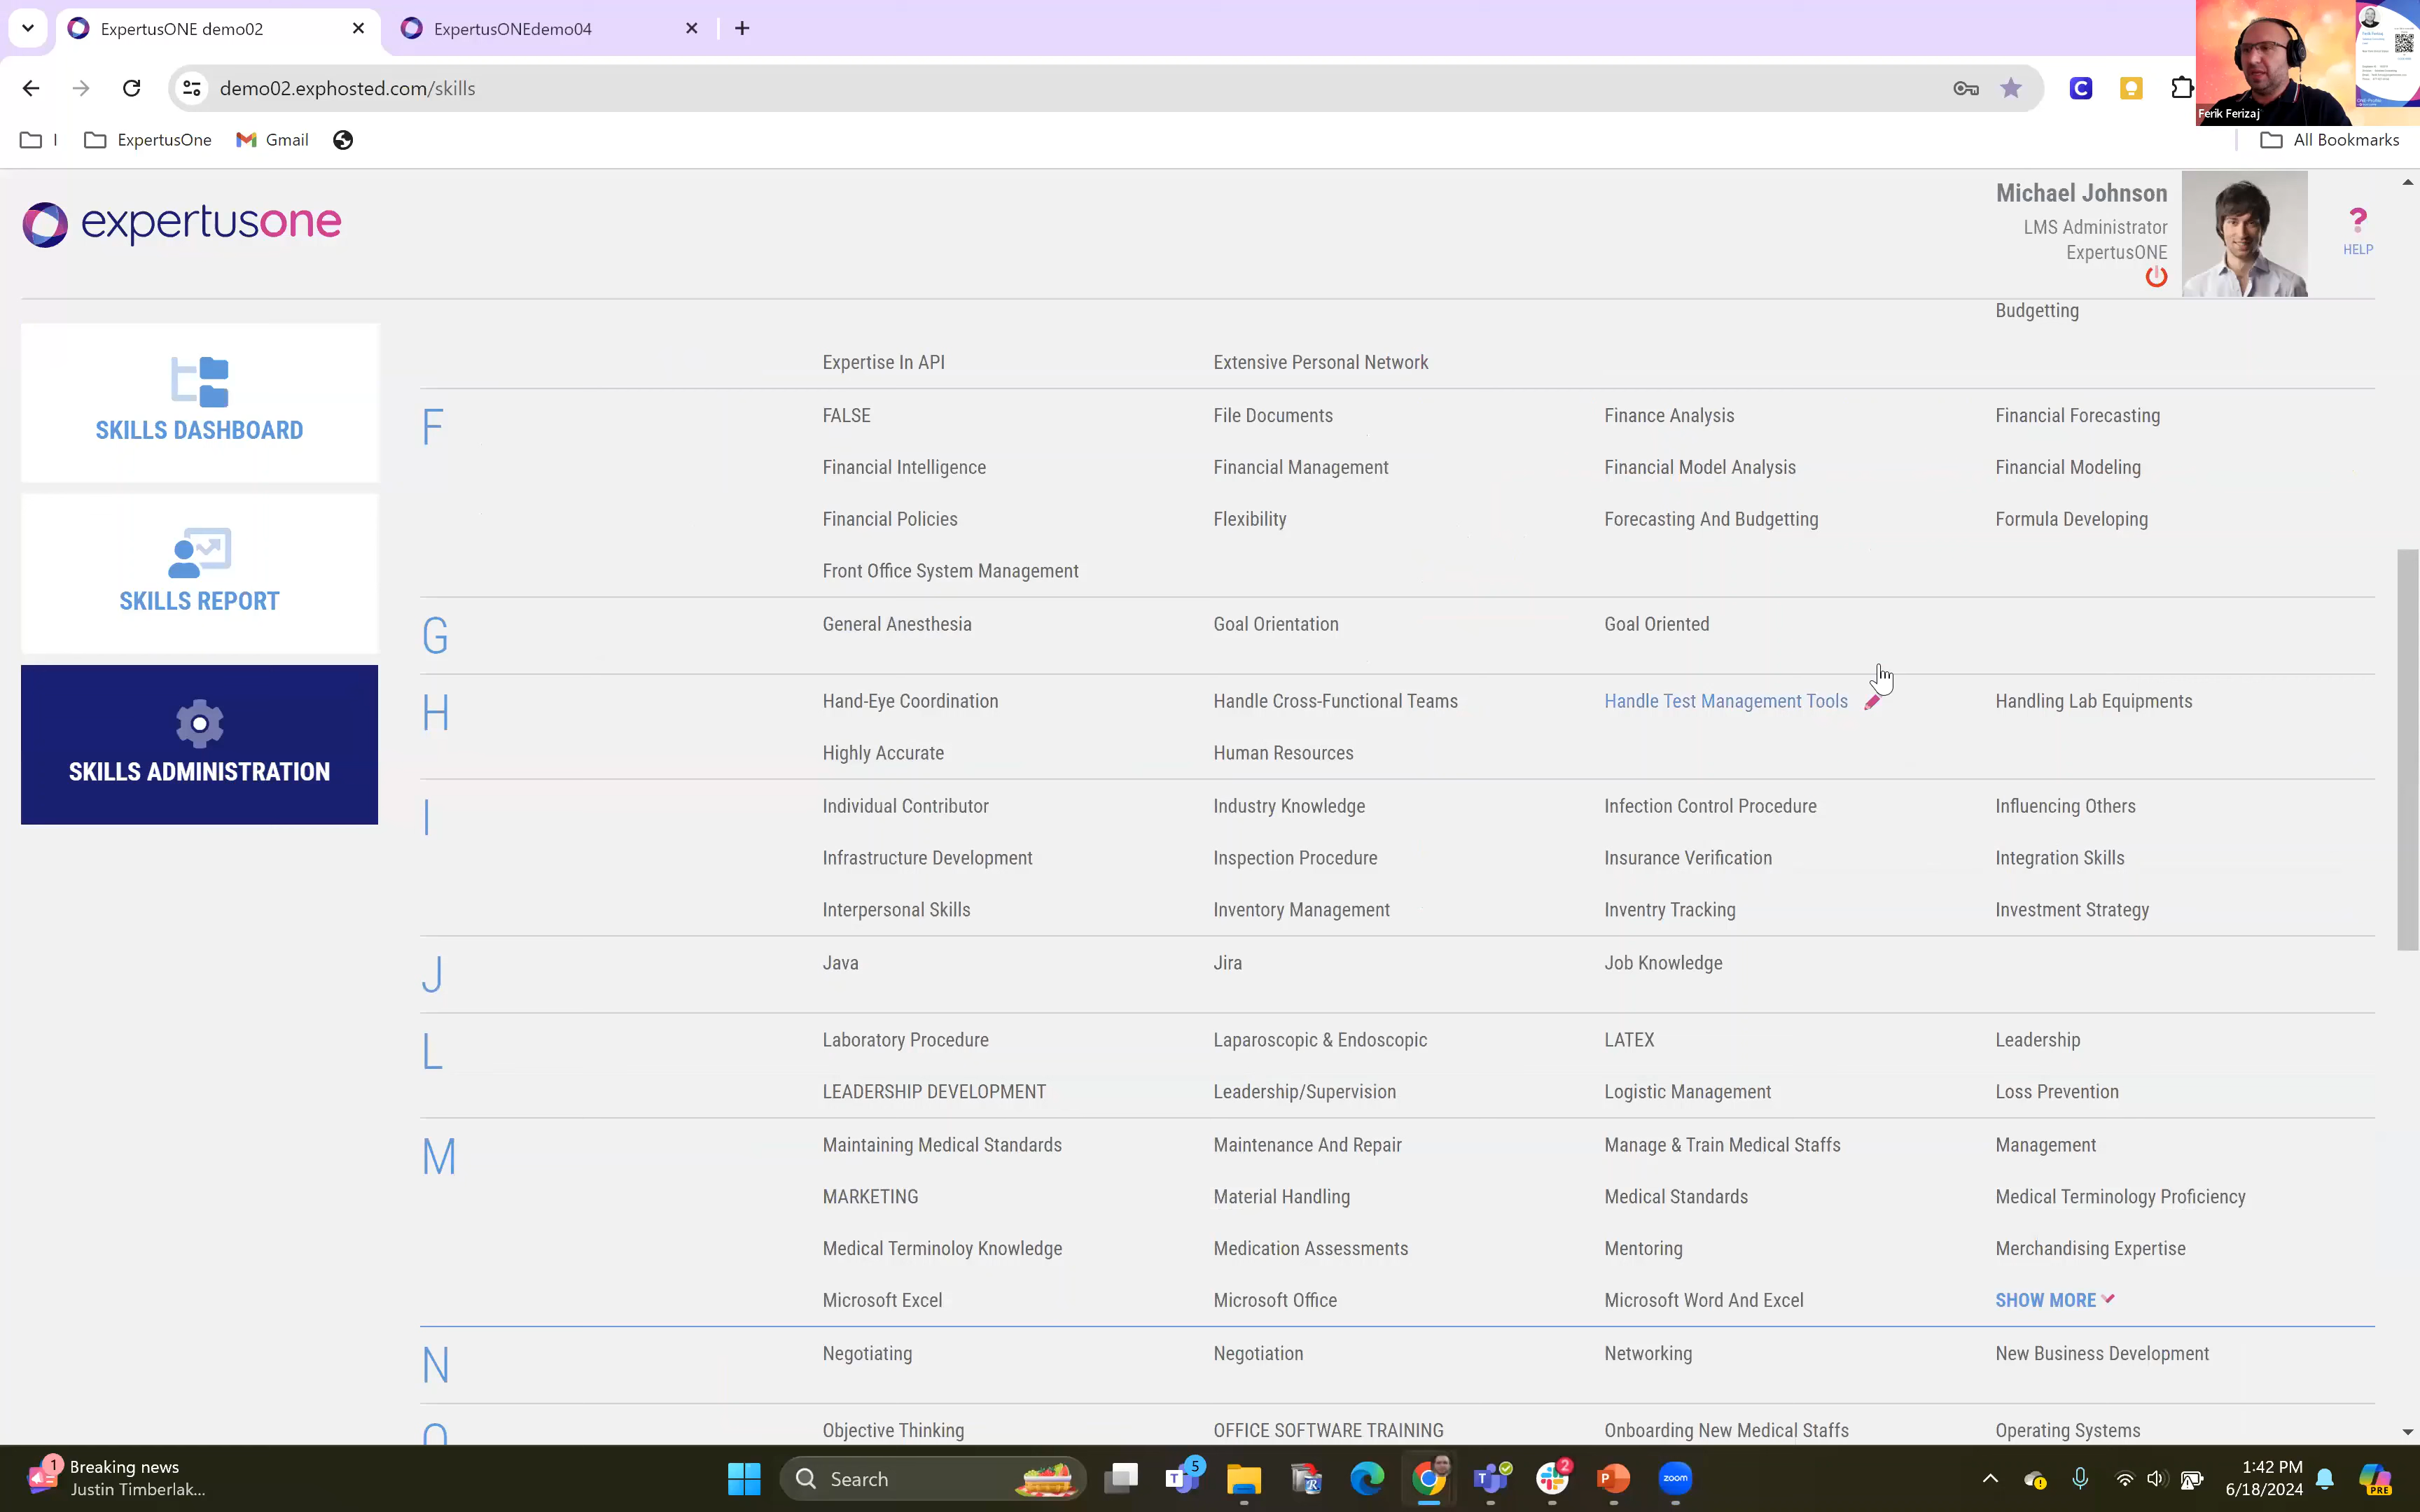 ExpertusONE demo02
ExpertusONEdemo04
demo02.exphosted.com/skills
I
ExpertusOne
Gmail
All Bookmarks
Ferik Ferizaj
expertusone
Michael Johnson
LMS Administrator
ExpertusONE
?
HELP
SKILLS DASHBOARD
SKILLS REPORT
SKILLS ADMINISTRATION
Budgetting
Expertise In API
Extensive Personal Network
F
FALSE
File Documents
Finance Analysis
Financial Forecasting
Financial Intelligence
Financial Management
Financial Model Analysis
Financial Modeling
Financial Policies
Flexibility
Forecasting And Budgetting
Formula Developing
Front Office System Management
G
General Anesthesia
Goal Orientation
Goal Oriented
H
Hand-Eye Coordination
Handle Cross-Functional Teams
Handle Test Management Tools
Handling Lab Equipments
Highly Accurate
Human Resources
I
Individual Contributor
Industry Knowledge
Infection Control Procedure
Influencing Others
Infrastructure Development
Inspection Procedure
Insurance Verification
Integration Skills
Interpersonal Skills
Inventory Management
Inventry Tracking
Investment Strategy
J
Java
Jira
Job Knowledge
L
Laboratory Procedure
Laparoscopic & Endoscopic
LATEX
Leadership
LEADERSHIP DEVELOPMENT
Leadership/Supervision
Logistic Management
Loss Prevention
M
Maintaining Medical Standards
Maintenance And Repair
Manage & Train Medical Staffs
Management
MARKETING
Material Handling
Medical Standards
Medical Terminology Proficiency
Medical Terminoloy Knowledge
Medication Assessments
Mentoring
Merchandising Expertise
Microsoft Excel
Microsoft Office
Microsoft Word And Excel
SHOW MORE
N
Negotiating
Negotiation
Networking
New Business Development
O
Objective Thinking
OFFICE SOFTWARE TRAINING
Onboarding New Medical Staffs
Operating Systems
1
Breaking news
Justin Timberlak...
Search
5
2
zoom
1:42 PM
6/18/2024
PRE